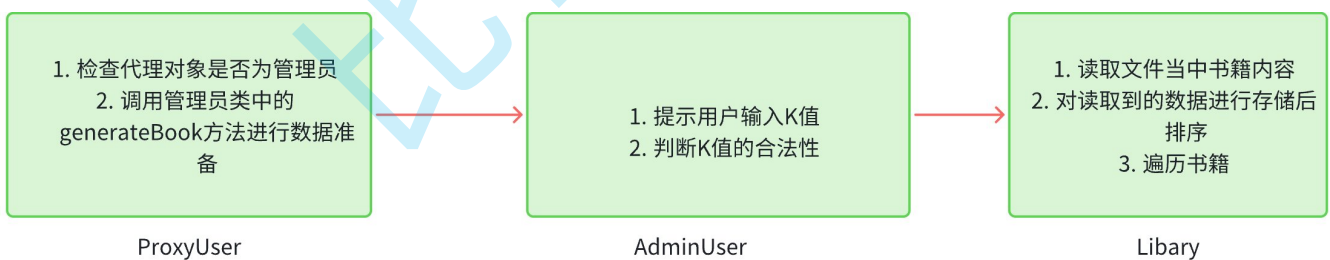 1. 检查代理对象是否为管理员
2. 调用管理员类中的
generateBook方法进行数据准
备
1. 提示用户输入K值
2. 判断K值的合法性
1. 读取文件当中书籍内容
2. 对读取到的数据进行存储后
排序
3. 遍历书籍
ProxyUser
AdminUser
Libary